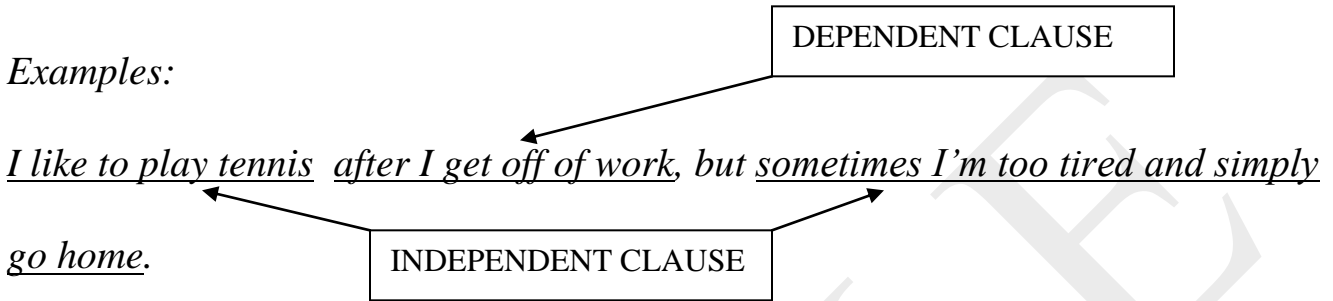 DEPENDENT CLAUSE
Examples:
I like to play tennis after I get off of work, but sometimes I’m too tired and simply
go home.
INDEPENDENT CLAUSE